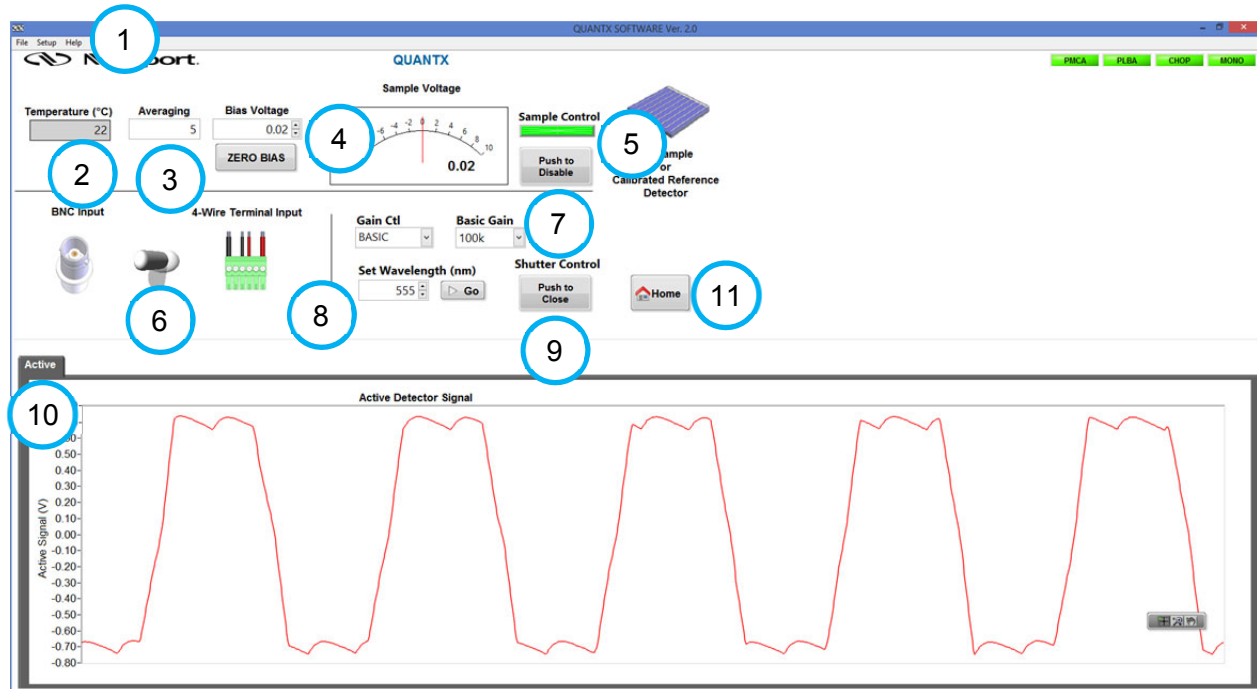 QUANTX SOFTWARE Ver. 2.0
File Setup Help
1
N port.
QUANTX
PMCA PLBA CHOP MONO
Sample Voltage
Temperature (°C) Averaging Bias Voltage
22 5 0.02
ZERO BIAS
4
-6 -4 -2 0 2 4 6 8 10
0.02
Sample Control
Push to
Disable
5
ample
or
Calibrated Reference
Detector
2
3
BNC Input
4-Wire Terminal Input
6
Gain Ctl Basic Gain
BASIC 100k
7
Set Wavelength (nm)
555 Go
8
Shutter Control
Push to
Close
9
Home
11
Active
10
Active Detector Signal
Active Signal (V)
0.50
0.40
0.30
0.20
0.10
0.00
-0.10
-0.20
-0.30
-0.40
-0.50
-0.60
-0.70
-0.80